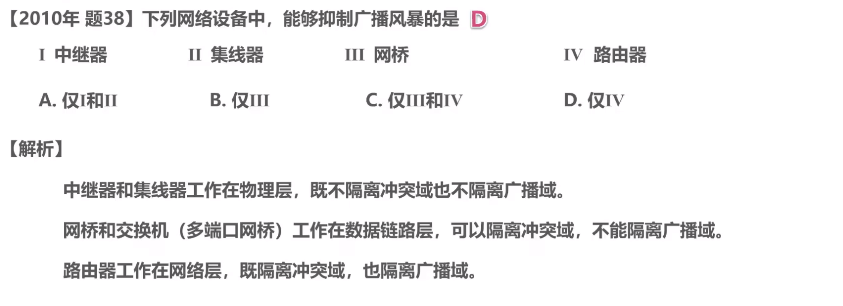 【2010年 题38】下列网络设备中，能够抑制广播风暴的是 D
I 中继器 II 集线器 III 网桥 IV 路由器
A. 仅I和II B. 仅III C. 仅III和IV D. 仅IV
【解析】
中继器和集线器工作在物理层，既不隔离冲突域也不隔离广播域。
网桥和交换机（多端口网桥）工作在数据链路层，可以隔离冲突域，不能隔离广播域。
路由器工作在网络层，既隔离冲突域，也隔离广播域。